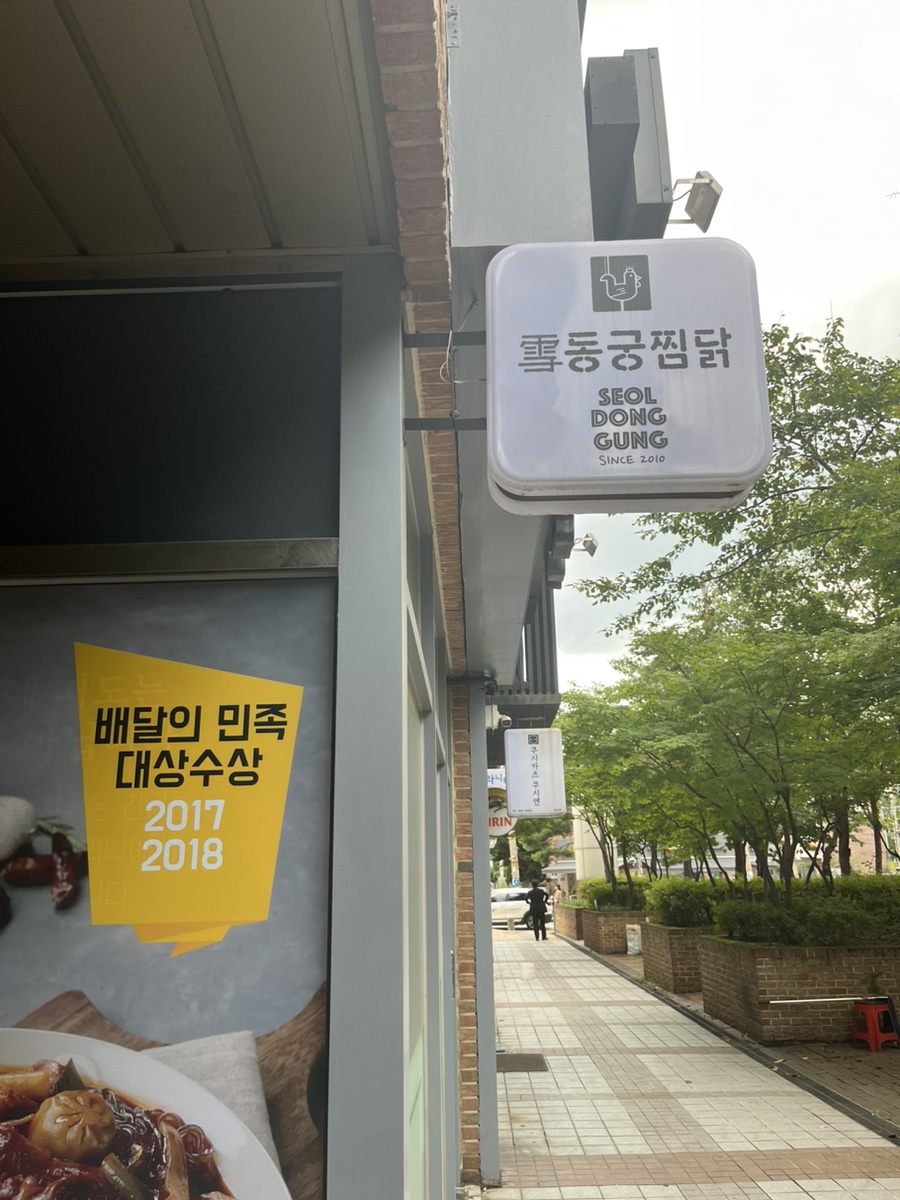 雪동궁찜닭
SEOL
DONG
GUNG
SINCE 2010
배달의 민족
대상수상
2017
2018
쿠시카츠 쿠시엔
KIRIN